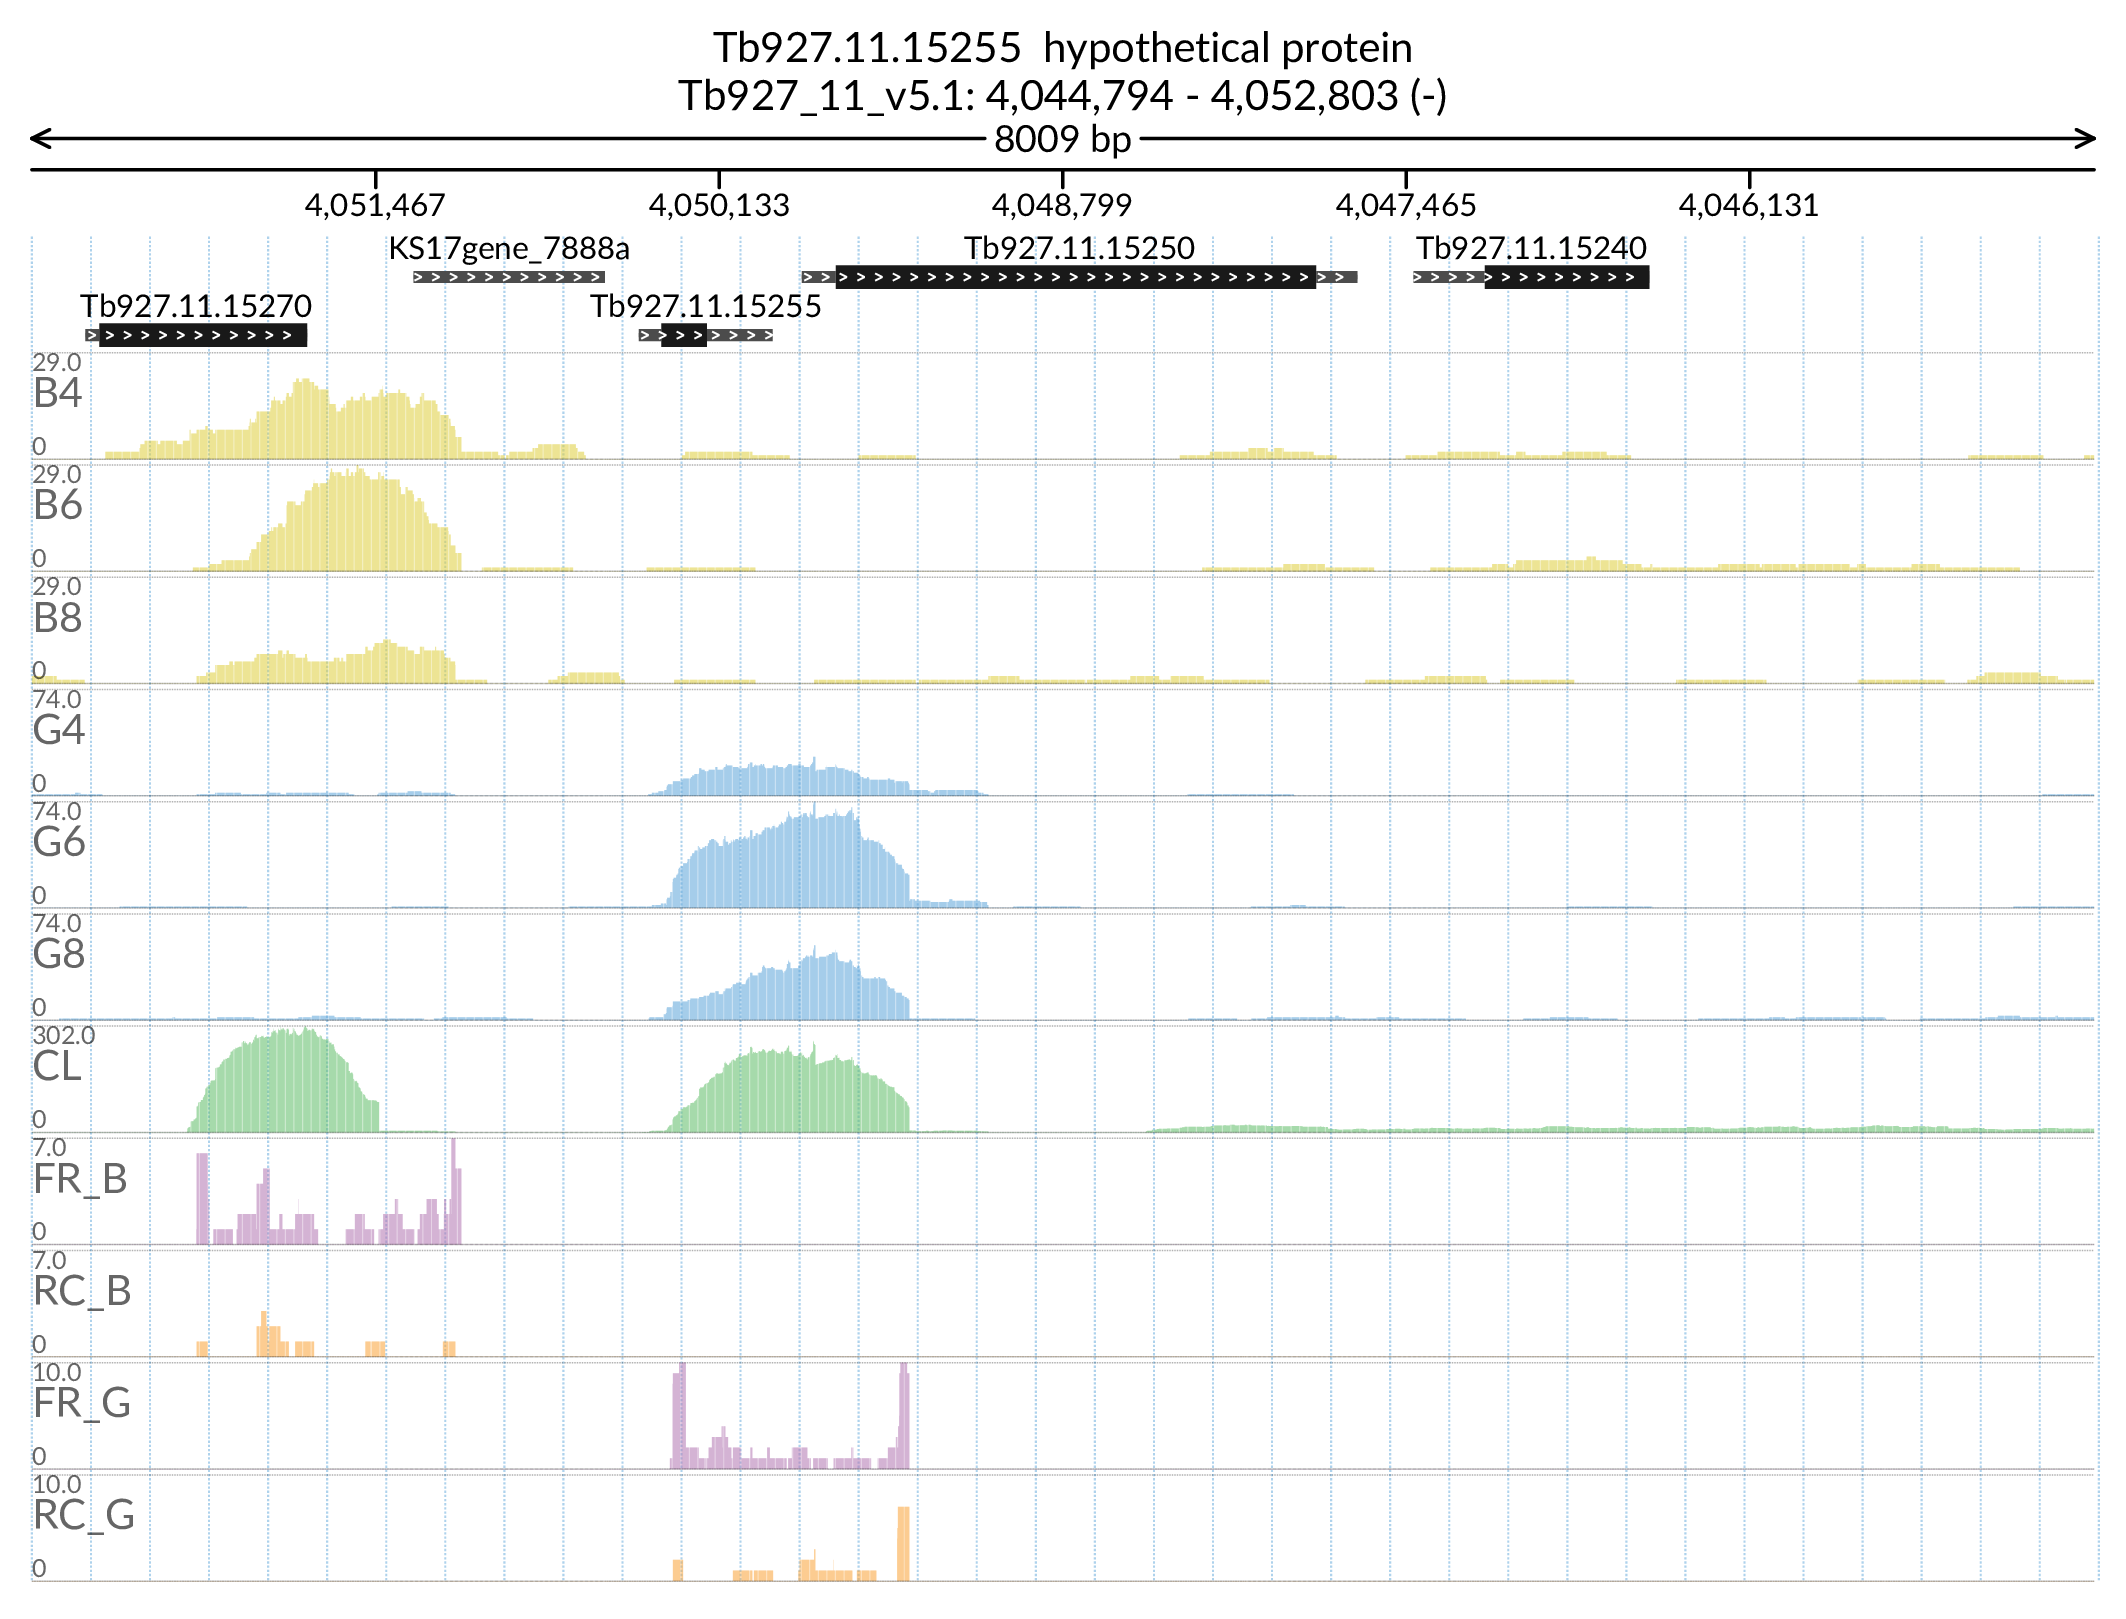 Tb927.11.15255 hypothetical protein
Tb927_11_v5.1: 4,044,794 - 4,052,803 (-)
8009 bp
4,051,467 4,050,133 4,048,799 4,047,465 4,046,131
KS17gene_7888a Tb927.11.15250 Tb927.11.15240
Tb927.11.15270 Tb927.11.15255
29.0
B4
0
29.0
B6
0
29.0
B8
0
74.0
G4
0
74.0
G6
0
74.0
G8
0
302.0
CL
0
7.0
FR_B
0
7.0
RC_B
0
10.0
FR_G
0
10.0
RC_G
0